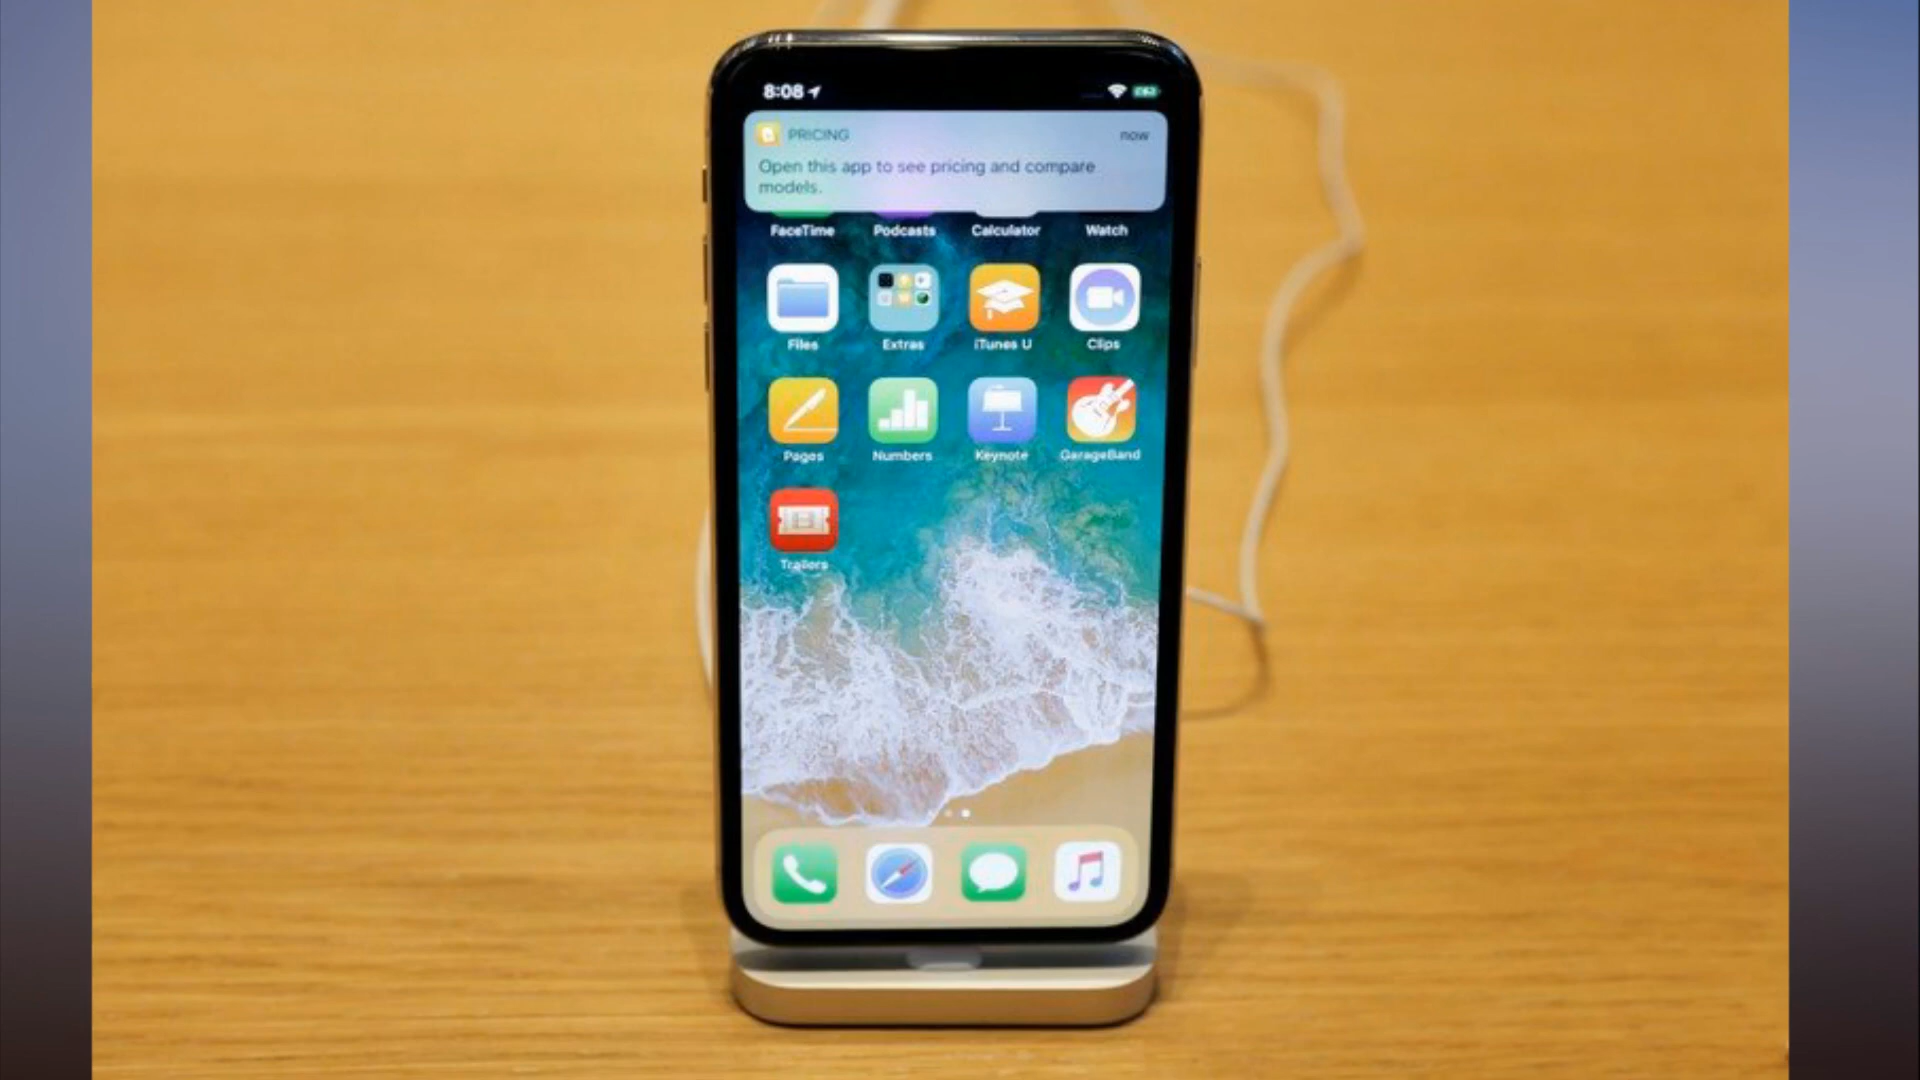 8:08
PRICING now
Open this app to see pricing and compare
models.
FaceTime Podcasts Calculator Watch
Files Extras iTunes U Clips
Pages Numbers Keynote GarageBand
Trailers